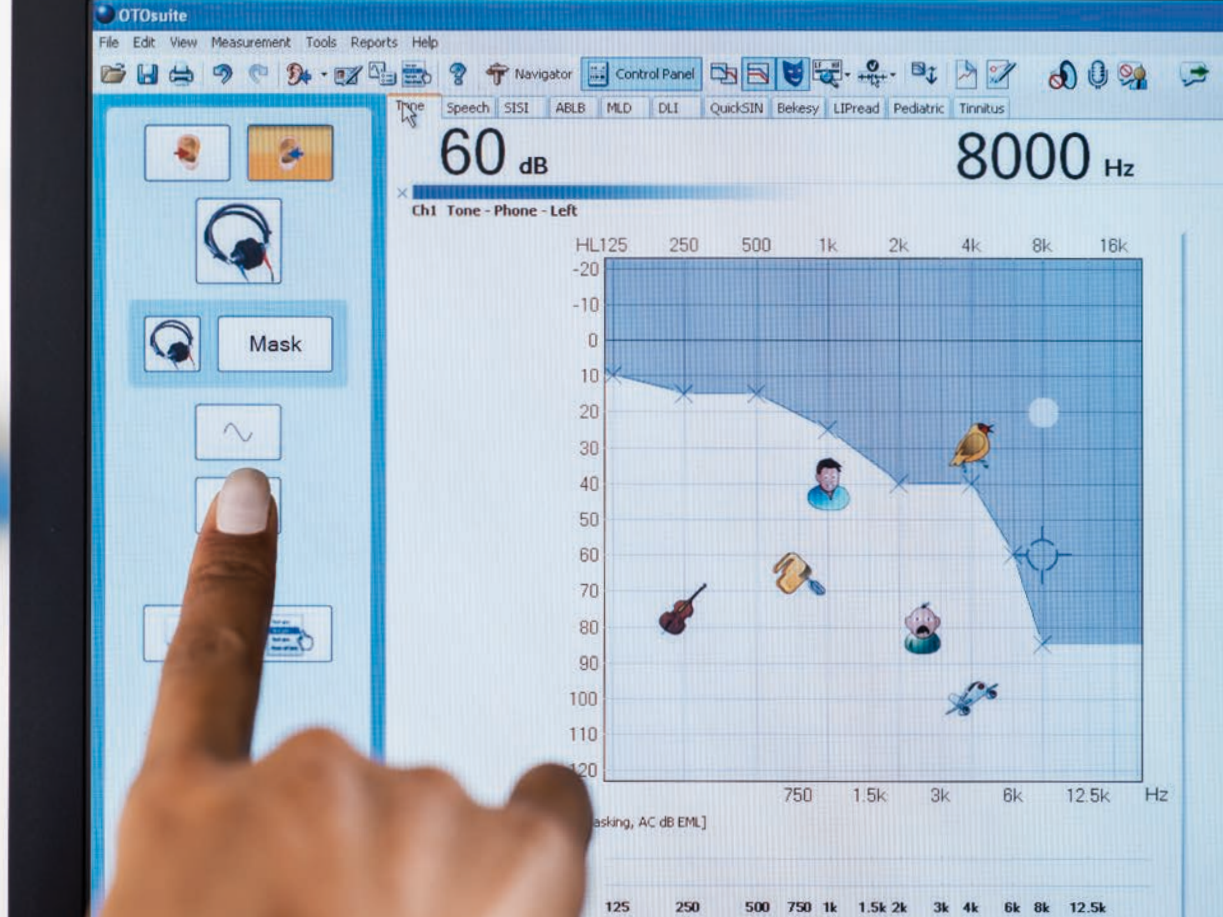 OTOsuite
File Edit View Measurement Tools Reports Help
Navigator Control Panel
Tone Speech SISI ABLB MLD DLI QuickSIN Bekesy LIPread Pediatric Tinnitus
60 dB 8000 Hz
Ch1 Tone - Phone - Left
Mask
HL 125 250 500 1k 2k 4k 8k 16k
-20
-10
0
10
20
30
40
50
60
70
80
90
100
110
20
750 1.5k 3k 6k 12.5k Hz
asking, AC dB EML]
125 250 500 750 1k 1.5k 2k 3k 4k 6k 8k 12.5k